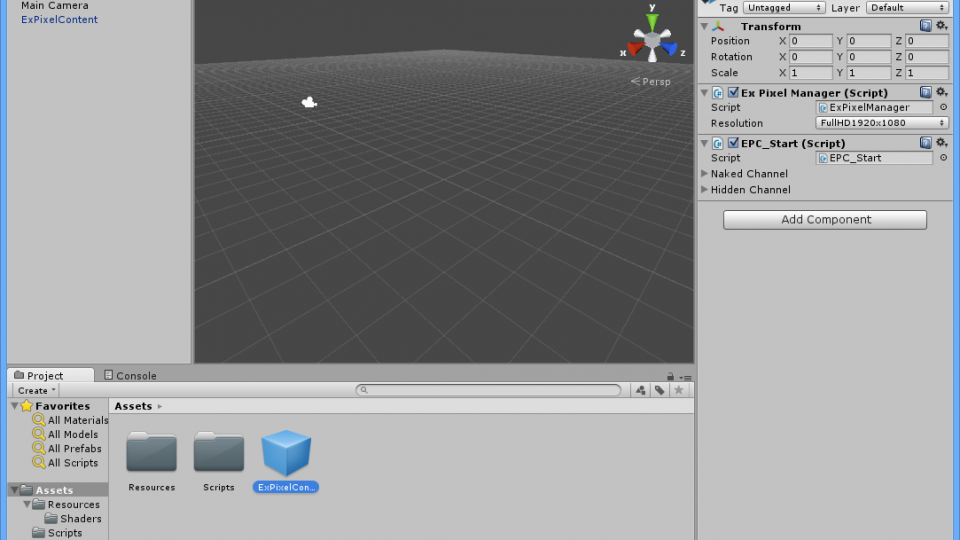 Main Camera
ExPixelContent
y
x
z
Persp
Tag Untagged Layer Default
Transform
Position X 0 Y 0 Z 0
Rotation X 0 Y 0 Z 0
Scale X 1 Y 1 Z 1
Ex Pixel Manager (Script)
Script ExPixelManager
Resolution FullHD1920x1080
EPC_Start (Script)
Script EPC_Start
Naked Channel
Hidden Channel
Add Component
Project Console
Create
Favorites
All Materials
All Models
All Prefabs
All Scripts
Assets
Resources
Shaders
Scripts
Assets
Resources Scripts ExPixelCon...